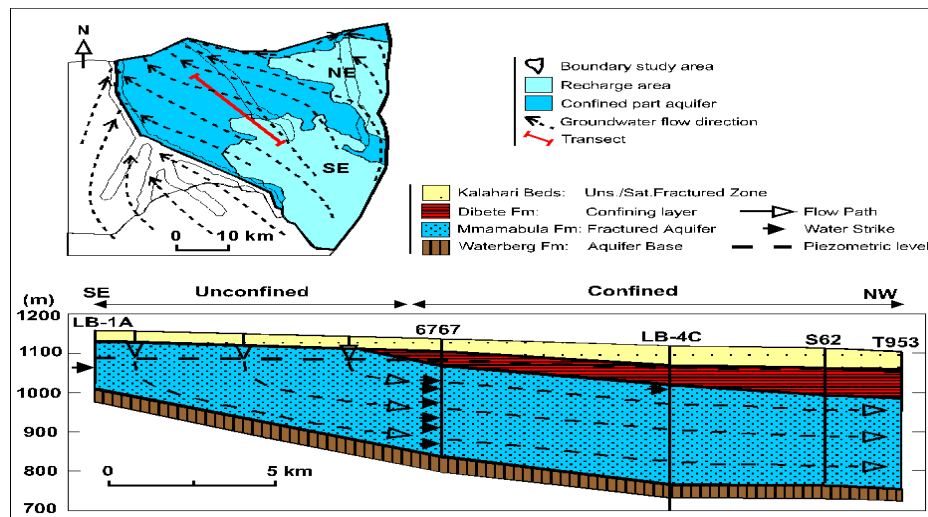 N
NE
SE
0 10 km
Boundary study area
Recharge area
Confined part aquifer
Groundwater flow direction
Transect
Kalahari Beds: Uns./Sat.Fractured Zone
Dibete Fm: Confining layer
Mmamabula Fm: Fractured Aquifer
Waterberg Fm: Aquifer Base
Flow Path
Water Strike
Piezometric level
(m) SE Unconfined Confined NW
1200
LB-1A 6767 LB-4C S62 T953
1100
1000
900
800
700
0 5 km